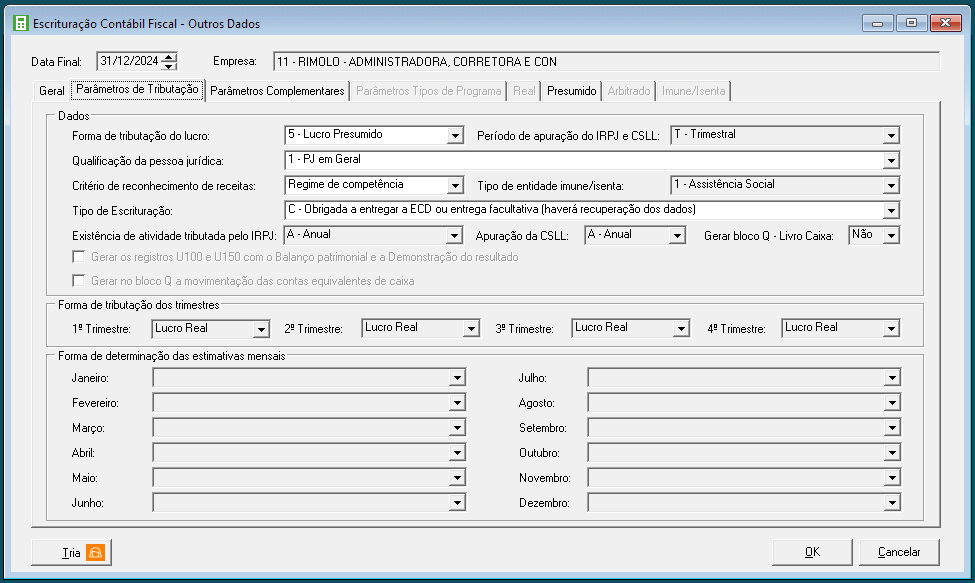 Escrituração Contábil Fiscal - Outros Dados
Data Final: 31/12/2024 Empresa: 11 - RIMOLO - ADMINISTRADORA, CORRETORA E CON
Geral Parâmetros de Tributação Parâmetros Complementares Parâmetros Tipos de Programa Real Presumido Arbitrado Imune/Isenta
Dados
Forma de tributação do lucro: 5 - Lucro Presumido Período de apuração do IRPJ e CSLL: T - Trimestral
Qualificação da pessoa jurídica: 1 - PJ em Geral
Critério de reconhecimento de receitas: Regime de competência Tipo de entidade imune/isenta: 1 - Assistência Social
Tipo de Escrituração: C - Obrigada a entregar a ECD ou entrega facultativa (haverá recuperação dos dados)
Existência de atividade tributada pelo IRPJ: A - Anual Apuração da CSLL: A - Anual Gerar bloco Q - Livro Caixa: Não
Gerar os registros U100 e U150 com o Balanço patrimonial e a Demonstração do resultado
Gerar no bloco Q a movimentação das contas equivalentes de caixa
Forma de tributação dos trimestres
1º Trimestre: Lucro Real 2º Trimestre: Lucro Real 3º Trimestre: Lucro Real 4º Trimestre: Lucro Real
Forma de determinação das estimativas mensais
Janeiro: Julho:
Fevereiro: Agosto:
Março: Setembro:
Abril: Outubro:
Maio: Novembro:
Junho: Dezembro:
Tria OK Cancelar